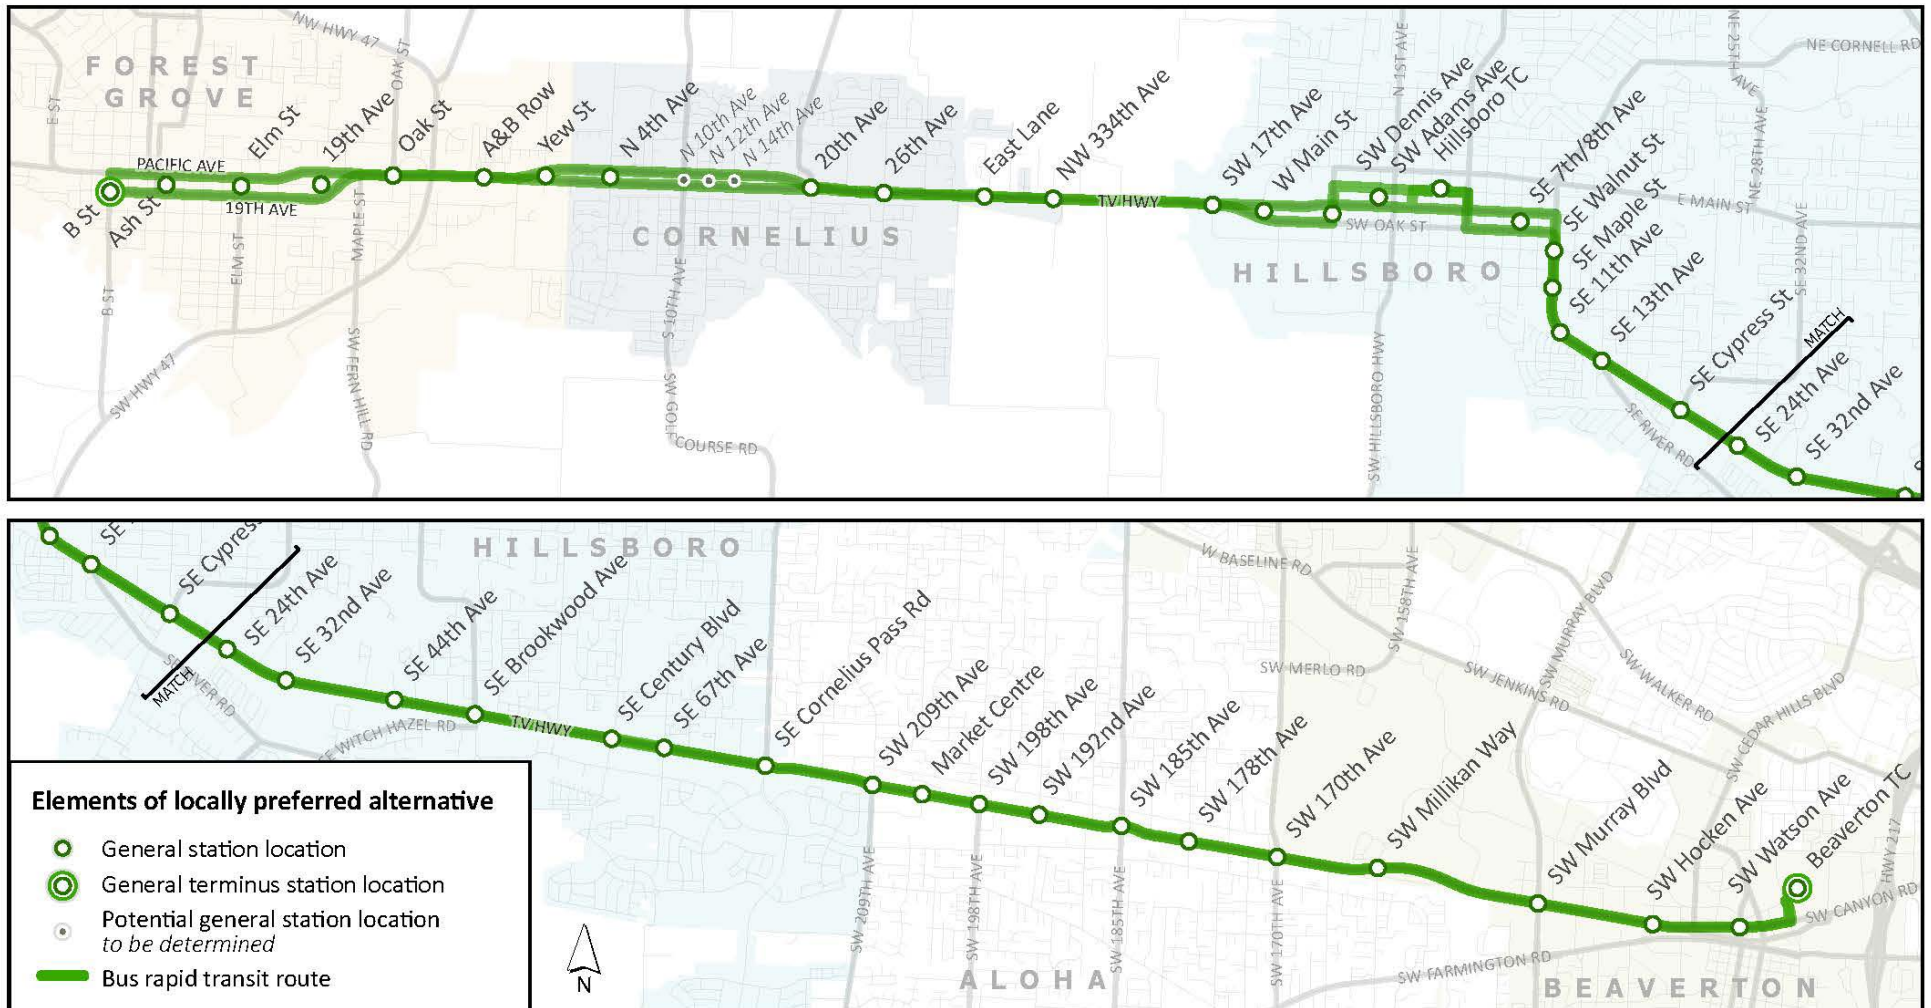 NW HWY 47
OAK ST
N 1ST AVE
NE 25TH AVE
NE CORNELL RD
FOREST
GROVE
E ST
Elm St
19th Ave
Oak St
A&B Row
Yew St
N 4th Ave
N 10th Ave
N 12th Ave
N 14th Ave
20th Ave
26th Ave
East Lane
NW 334th Ave
SW 17th Ave
W Main St
SW Dennis Ave
SW Adams Ave
Hillsboro TC
SE 7th/8th Ave
SE Walnut St
SE Maple St
SE 11th Ave
SE 13th Ave
SE Cypress St
NE 28TH AVE
PACIFIC AVE
B St
Ash St
19TH AVE
TV HWY
SW OAK ST
E MAIN ST
CORNELIUS
HILLSBORO
B ST
ELM ST
MAPLE ST
S 10TH AVE
SE 32ND AVE
MATCH
SW HWY 47
SW FERN HILL RD
SW GOLF
COURSE RD
SW HILLSBORO HWY
SE RIVER RD
SE 24th Ave
SE 32nd Ave
SE
SE Cypress
HILLSBORO
SE 24th Ave
SE 32nd Ave
SE 44th Ave
SE Brookwood Ave
SE Century Blvd
SE 67th Ave
SE Cornelius Pass Rd
SW 209th Ave
Market Centre
SW 198th Ave
SW 192nd Ave
SW 185th Ave
SW 178th Ave
SW 170th Ave
SW Millikan Way
SW Murray Blvd
SW Hocken Ave
SW Watson Ave
Beaverton TC
W BASELINE RD
SW 158TH AVE
SW MURRAY BLVD
SW MERLO RD
SW JENKINS RD
SW WALKER RD
SW CEDAR HILLS BLVD
MATCH
SE RIVER RD
SE WITCH HAZEL RD
TV HWY
HWY 217
SW CANYON RD
SW 209TH AVE
SW 198TH AVE
SW 185TH AVE
SW 170TH AVE
SW FARMINGTON RD
ALOHA
BEAVERTON
Elements of locally preferred alternative
General station location
General terminus station location
Potential general station location
to be determined
Bus rapid transit route
N